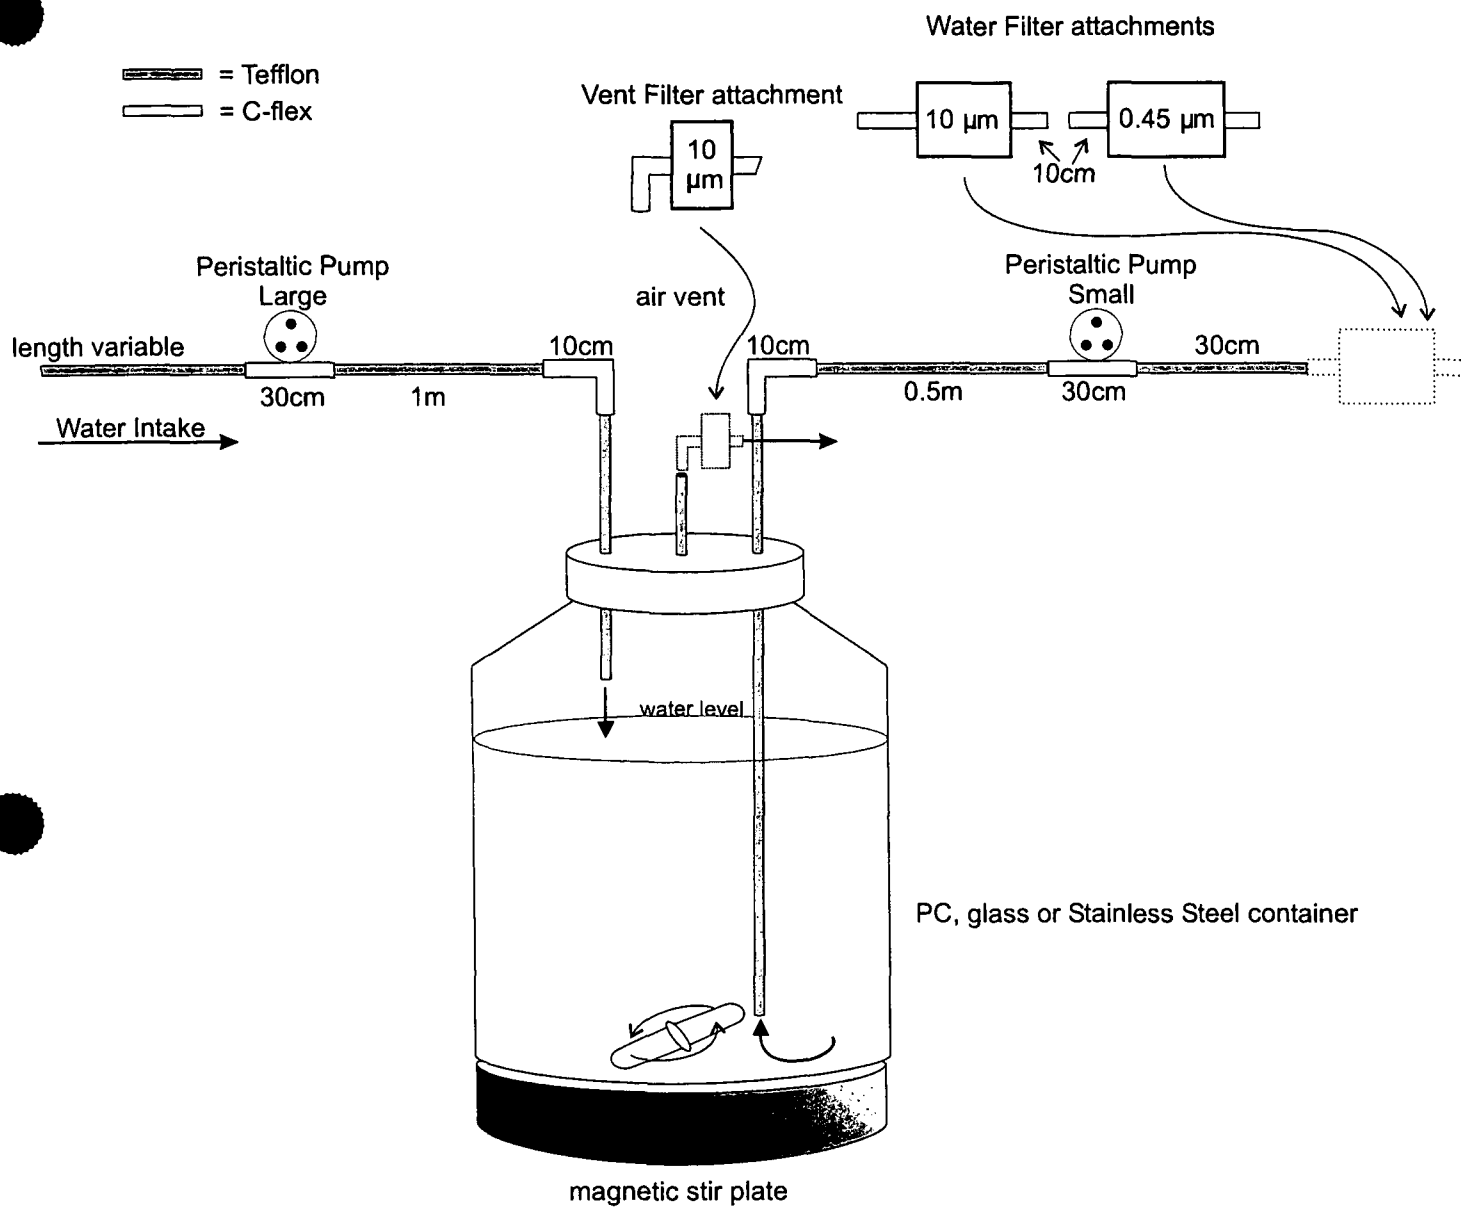 Water Filter attachments
= Tefflon
= C-flex
Vent Filter attachment
10 µm
0.45 µm
10
µm
10cm
Peristaltic Pump
Large
air vent
Peristaltic Pump
Small
length variable
10cm
10cm
30cm
30cm
1m
0.5m
30cm
Water Intake
water level
PC, glass or Stainless Steel container
magnetic stir plate